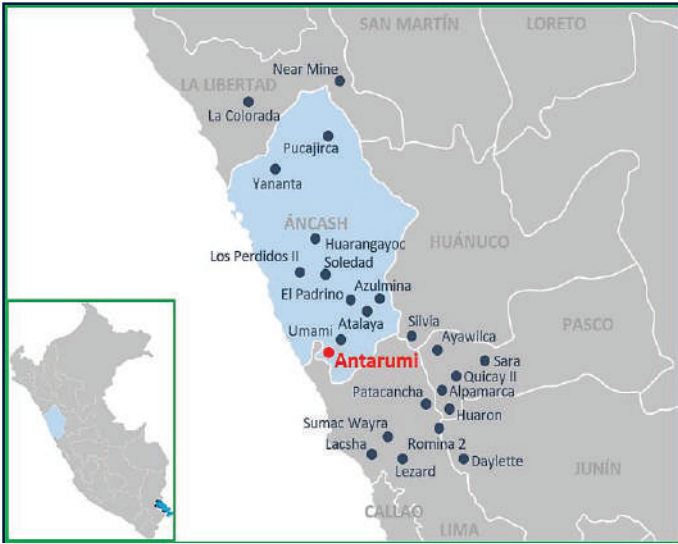 SAN MARTÍN
LORETO
Near Mine
LA LIBERTAD
La Colorada
Pucajirca
Yananta
ÁNCASH
Huarangayoc
HUÁNUCO
Los Perdidos II
Soledad
El Padrino
Azulmina
Umami
Atalaya
Silvia
PASCO
Antarumi
Ayawilca
Sara
Quicay II
Patacancha
Alpamarca
Huaron
Sumac Wayra
Romina 2
Lacsha
Lezard
Daylette
JUNÍN
CALLAO
LIMA